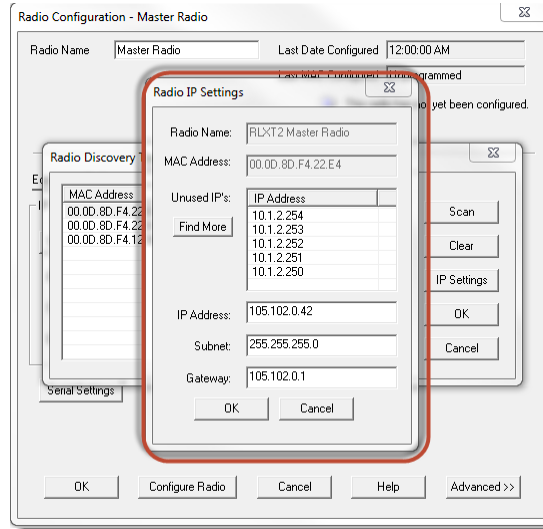 Radio Configuration - Master Radio
Radio Name Master Radio Last Date Configured 12:00:00 AM
Last MAC Configured Unprogrammed
yet been configured.
Radio IP Settings
Radio Name: RLXT2 Master Radio
MAC Address: 00.0D.8D.F4.22.E4
Unused IP's: IP Address
Find More
10.1.2.254
10.1.2.253
10.1.2.252
10.1.2.251
10.1.2.250
IP Address: 105.102.0.42
Subnet: 255.255.255.0
Gateway: 105.102.0.1
OK Cancel
Radio Discovery
MAC Address
00.0D.8D.F4.22
00.0D.8D.F4.22
00.0D.8D.F4.12
Scan
Clear
IP Settings
OK
Cancel
Serial Settings
OK Configure Radio Cancel Help Advanced >>